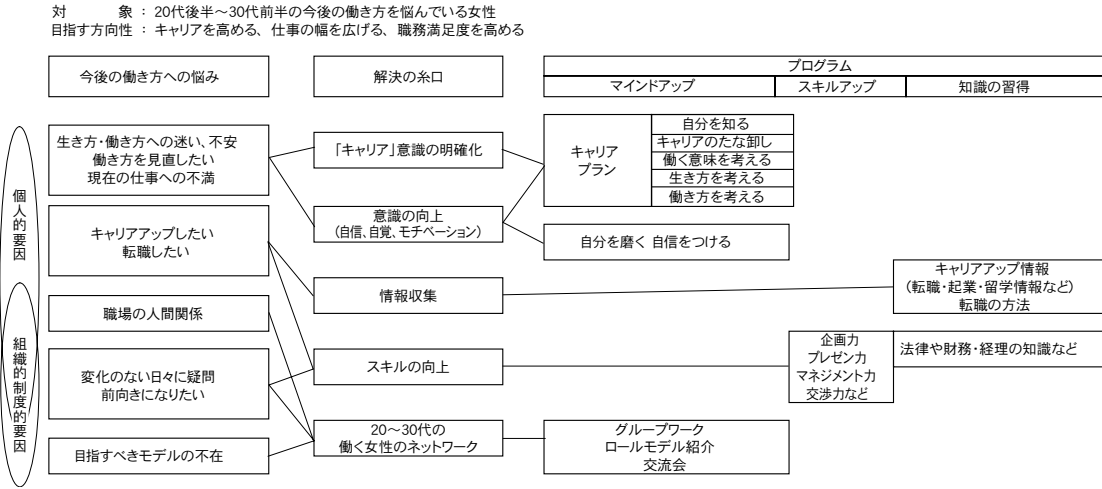 対　　象 : 20代後半～30代前半の今後の働き方を悩んでいる女性
目指す方向性 : キャリアを高める、仕事の幅を広げる、職務満足度を高める
今後の働き方への悩み
解決の糸口
プログラム
マインドアップ
スキルアップ
知識の習得
個人的要因
組織的制度的要因
生き方・働き方への迷い、不安
働き方を見直したい
現在の仕事への不満
キャリアアップしたい
転職したい
職場の人間関係
変化のない日々に疑問
前向きになりたい
目指すべきモデルの不在
「キャリア」意識の明確化
意識の向上
(自信、自覚、モチベーション)
情報収集
スキルの向上
20～30代の
働く女性のネットワーク
キャリア
プラン
自分を知る
キャリアのたな卸し
働く意味を考える
生き方を考える
働き方を考える
自分を磨く 自信をつける
キャリアアップ情報
(転職・起業・留学情報など)
転職の方法
企画力
プレゼン力
マネジメント力
交渉力など
法律や財務・経理の知識など
グループワーク
ロールモデル紹介
交流会